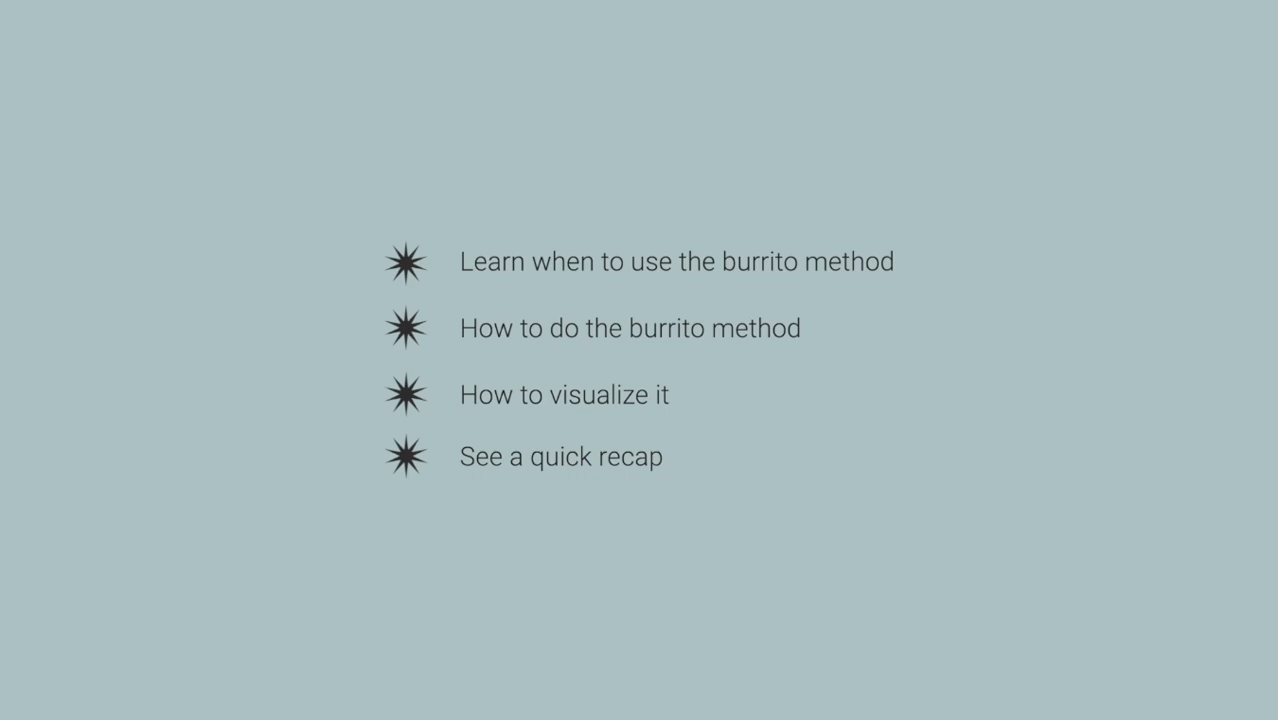 Learn when to use the burrito method
How to do the burrito method
How to visualize it
See a quick recap